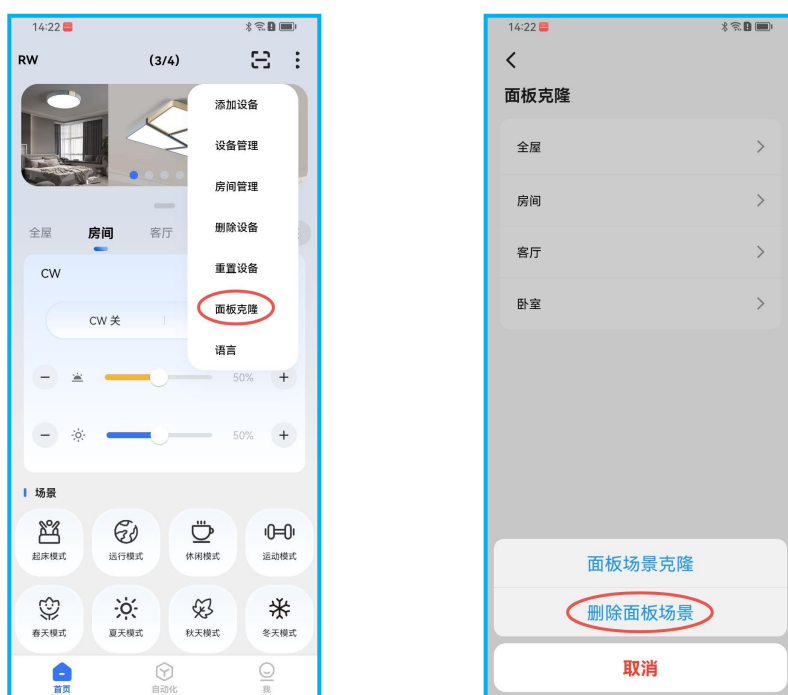 14:22
RW
(3/4)
添加设备
设备管理
房间管理
删除设备
重置设备
面板克隆
语言
全屋
房间
客厅
CW
CW 关
50%
50%
场景
起床模式
远行模式
休闲模式
运动模式
春天模式
夏天模式
秋天模式
冬天模式
首页
自动化
我
14:22
面板克隆
全屋
房间
客厅
卧室
面板场景克隆
删除面板场景
取消